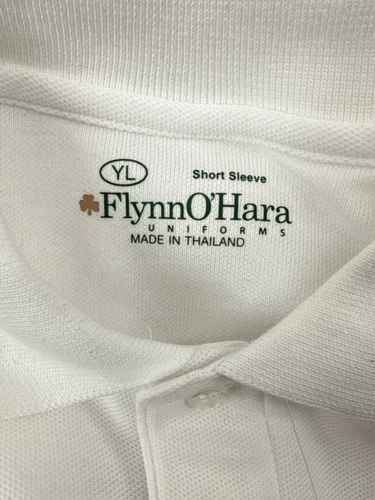 YL Short Sleeve
FlynnO'Hara
UNIFORMS
MADE IN THAILAND